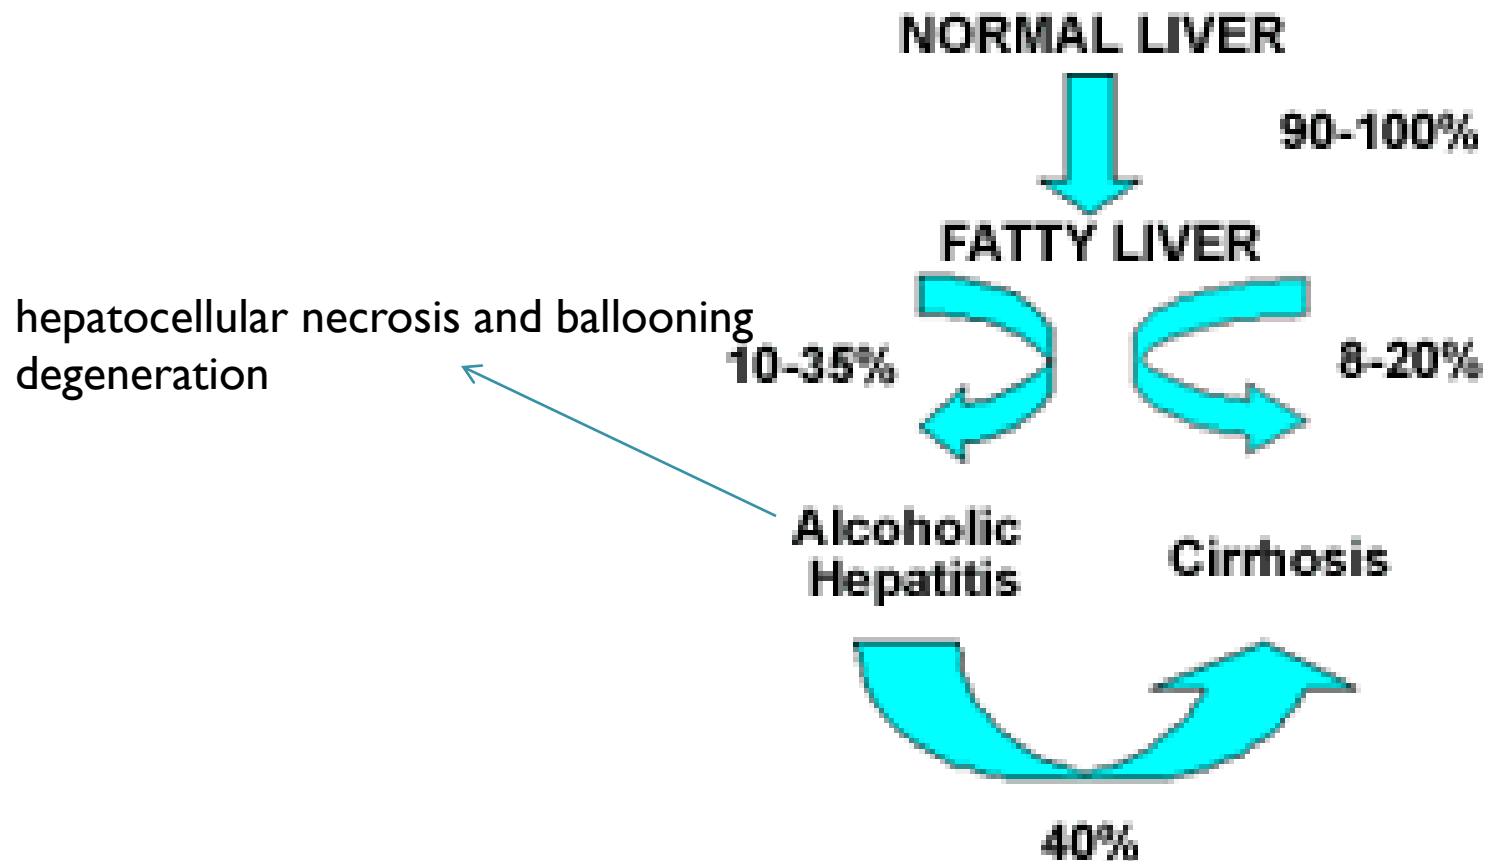 NORMAL LIVER
90-100%
FATTY LIVER
hepatocellular necrosis and ballooning
degeneration
10-35%
8-20%
Alcoholic
Hepatitis
Cirrhosis
40%